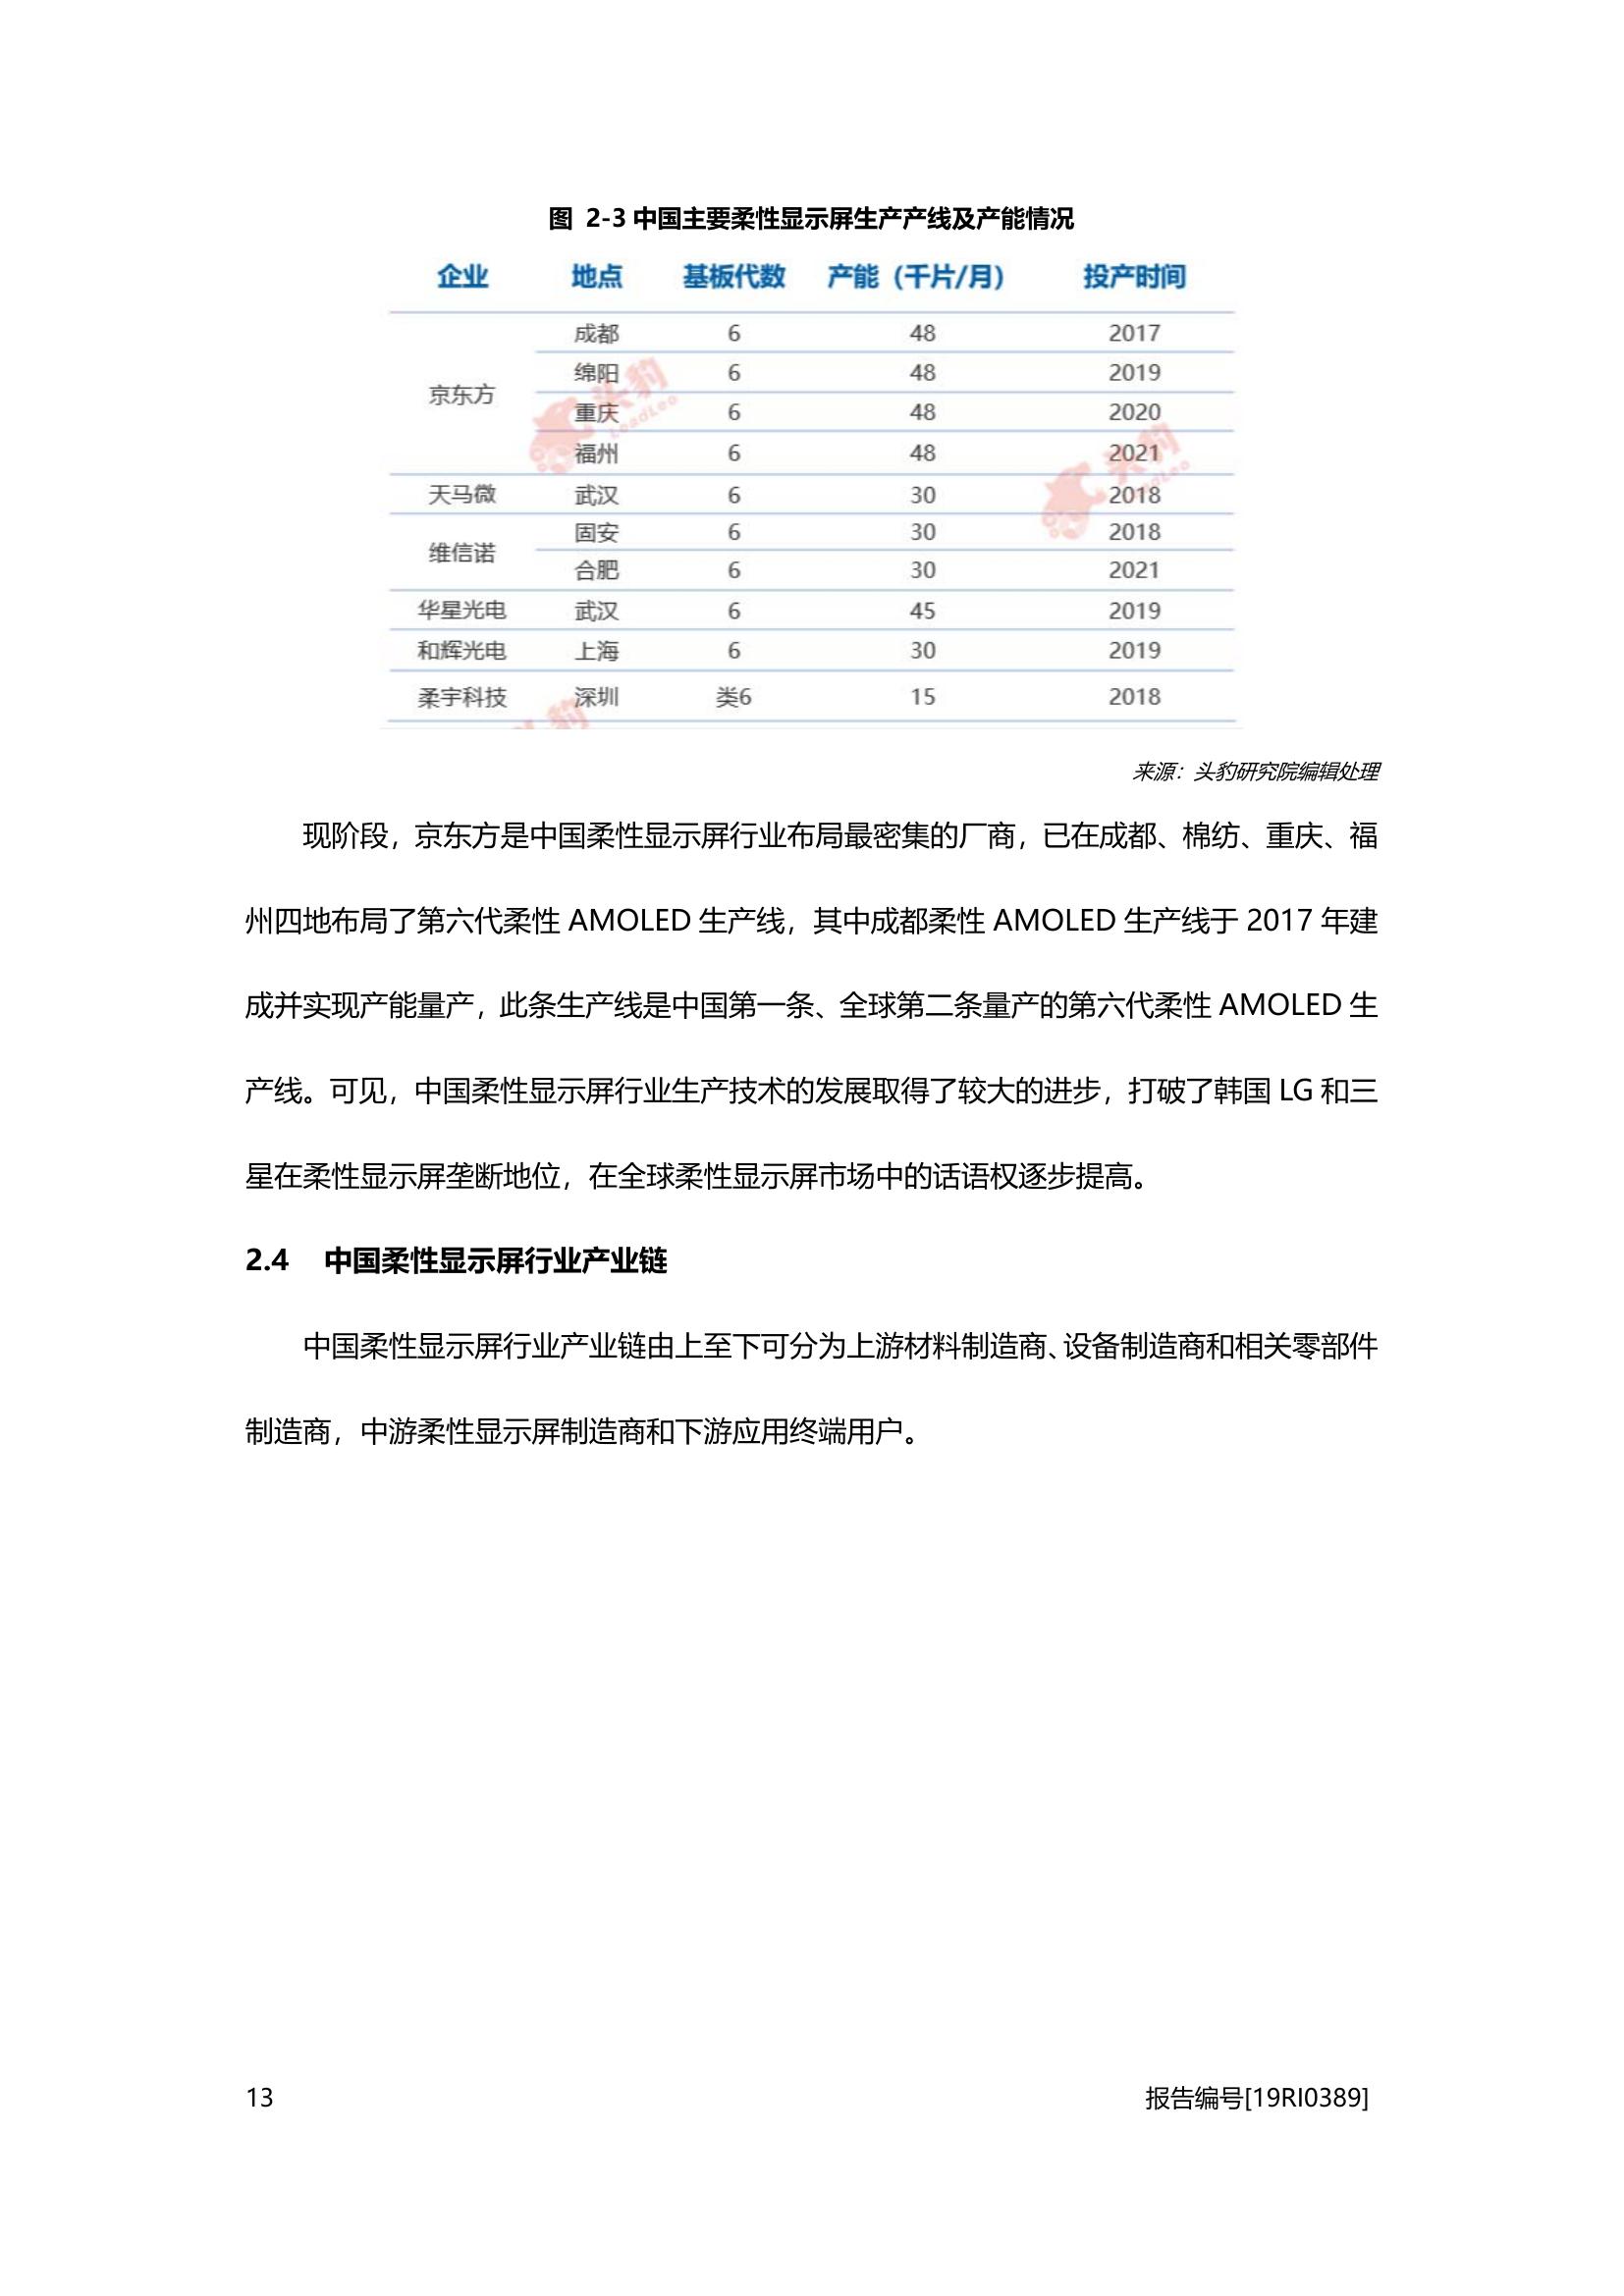 图 2-3 中国主要柔性显示屏生产产线及产能情况
企业 地点 基板代数 产能（千片/月） 投产时间
成都 6 48 2017
绵阳 6 48 2019
京东方
重庆 6 48 2020
福州 6 48 2021
天马微 武汉 6 30 2018
固安 6 30 2018
维信诺
合肥 6 30 2021
华星光电 武汉 6 45 2019
和辉光电 上海 6 30 2019
柔宇科技 深圳 类6 15 2018
头豹
LeadLeo
头豹
LeadLeo
来源：头豹研究院编辑处理
现阶段，京东方是中国柔性显示屏行业布局最密集的厂商，已在成都、棉纺、重庆、福
州四地布局了第六代柔性 AMOLED 生产线，其中成都柔性 AMOLED 生产线于 2017 年建
成并实现产能量产，此条生产线是中国第一条、全球第二条量产的第六代柔性 AMOLED 生
产线。可见，中国柔性显示屏行业生产技术的发展取得了较大的进步，打破了韩国 LG 和三
星在柔性显示屏垄断地位，在全球柔性显示屏市场中的话语权逐步提高。
2.4 中国柔性显示屏行业产业链
中国柔性显示屏行业产业链由上至下可分为上游材料制造商、设备制造商和相关零部件
制造商，中游柔性显示屏制造商和下游应用终端用户。
13 报告编号[19RI0389]